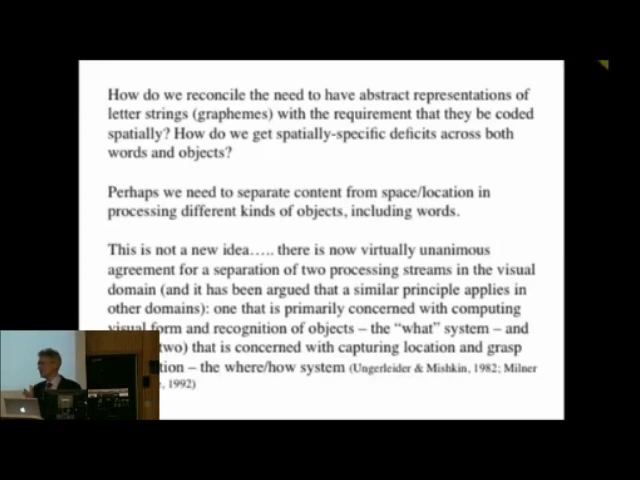 How do we reconcile the need to have abstract representations of
letter strings (graphemes) with the requirement that they be coded
spatially? How do we get spatially-specific deficits across both
words and objects?
Perhaps we need to separate content from space/location in
processing different kinds of objects, including words.
This is not a new idea….. there is now virtually unanimous
agreement for a separation of two processing streams in the visual
domain (and it has been argued that a similar principle applies in
other domains): one that is primarily concerned with computing
visual form and recognition of objects – the “what” system – and
two) that is concerned with capturing location and grasp
tion – the where/how system (Ungerleider & Mishkin, 1982; Milner
, 1992)